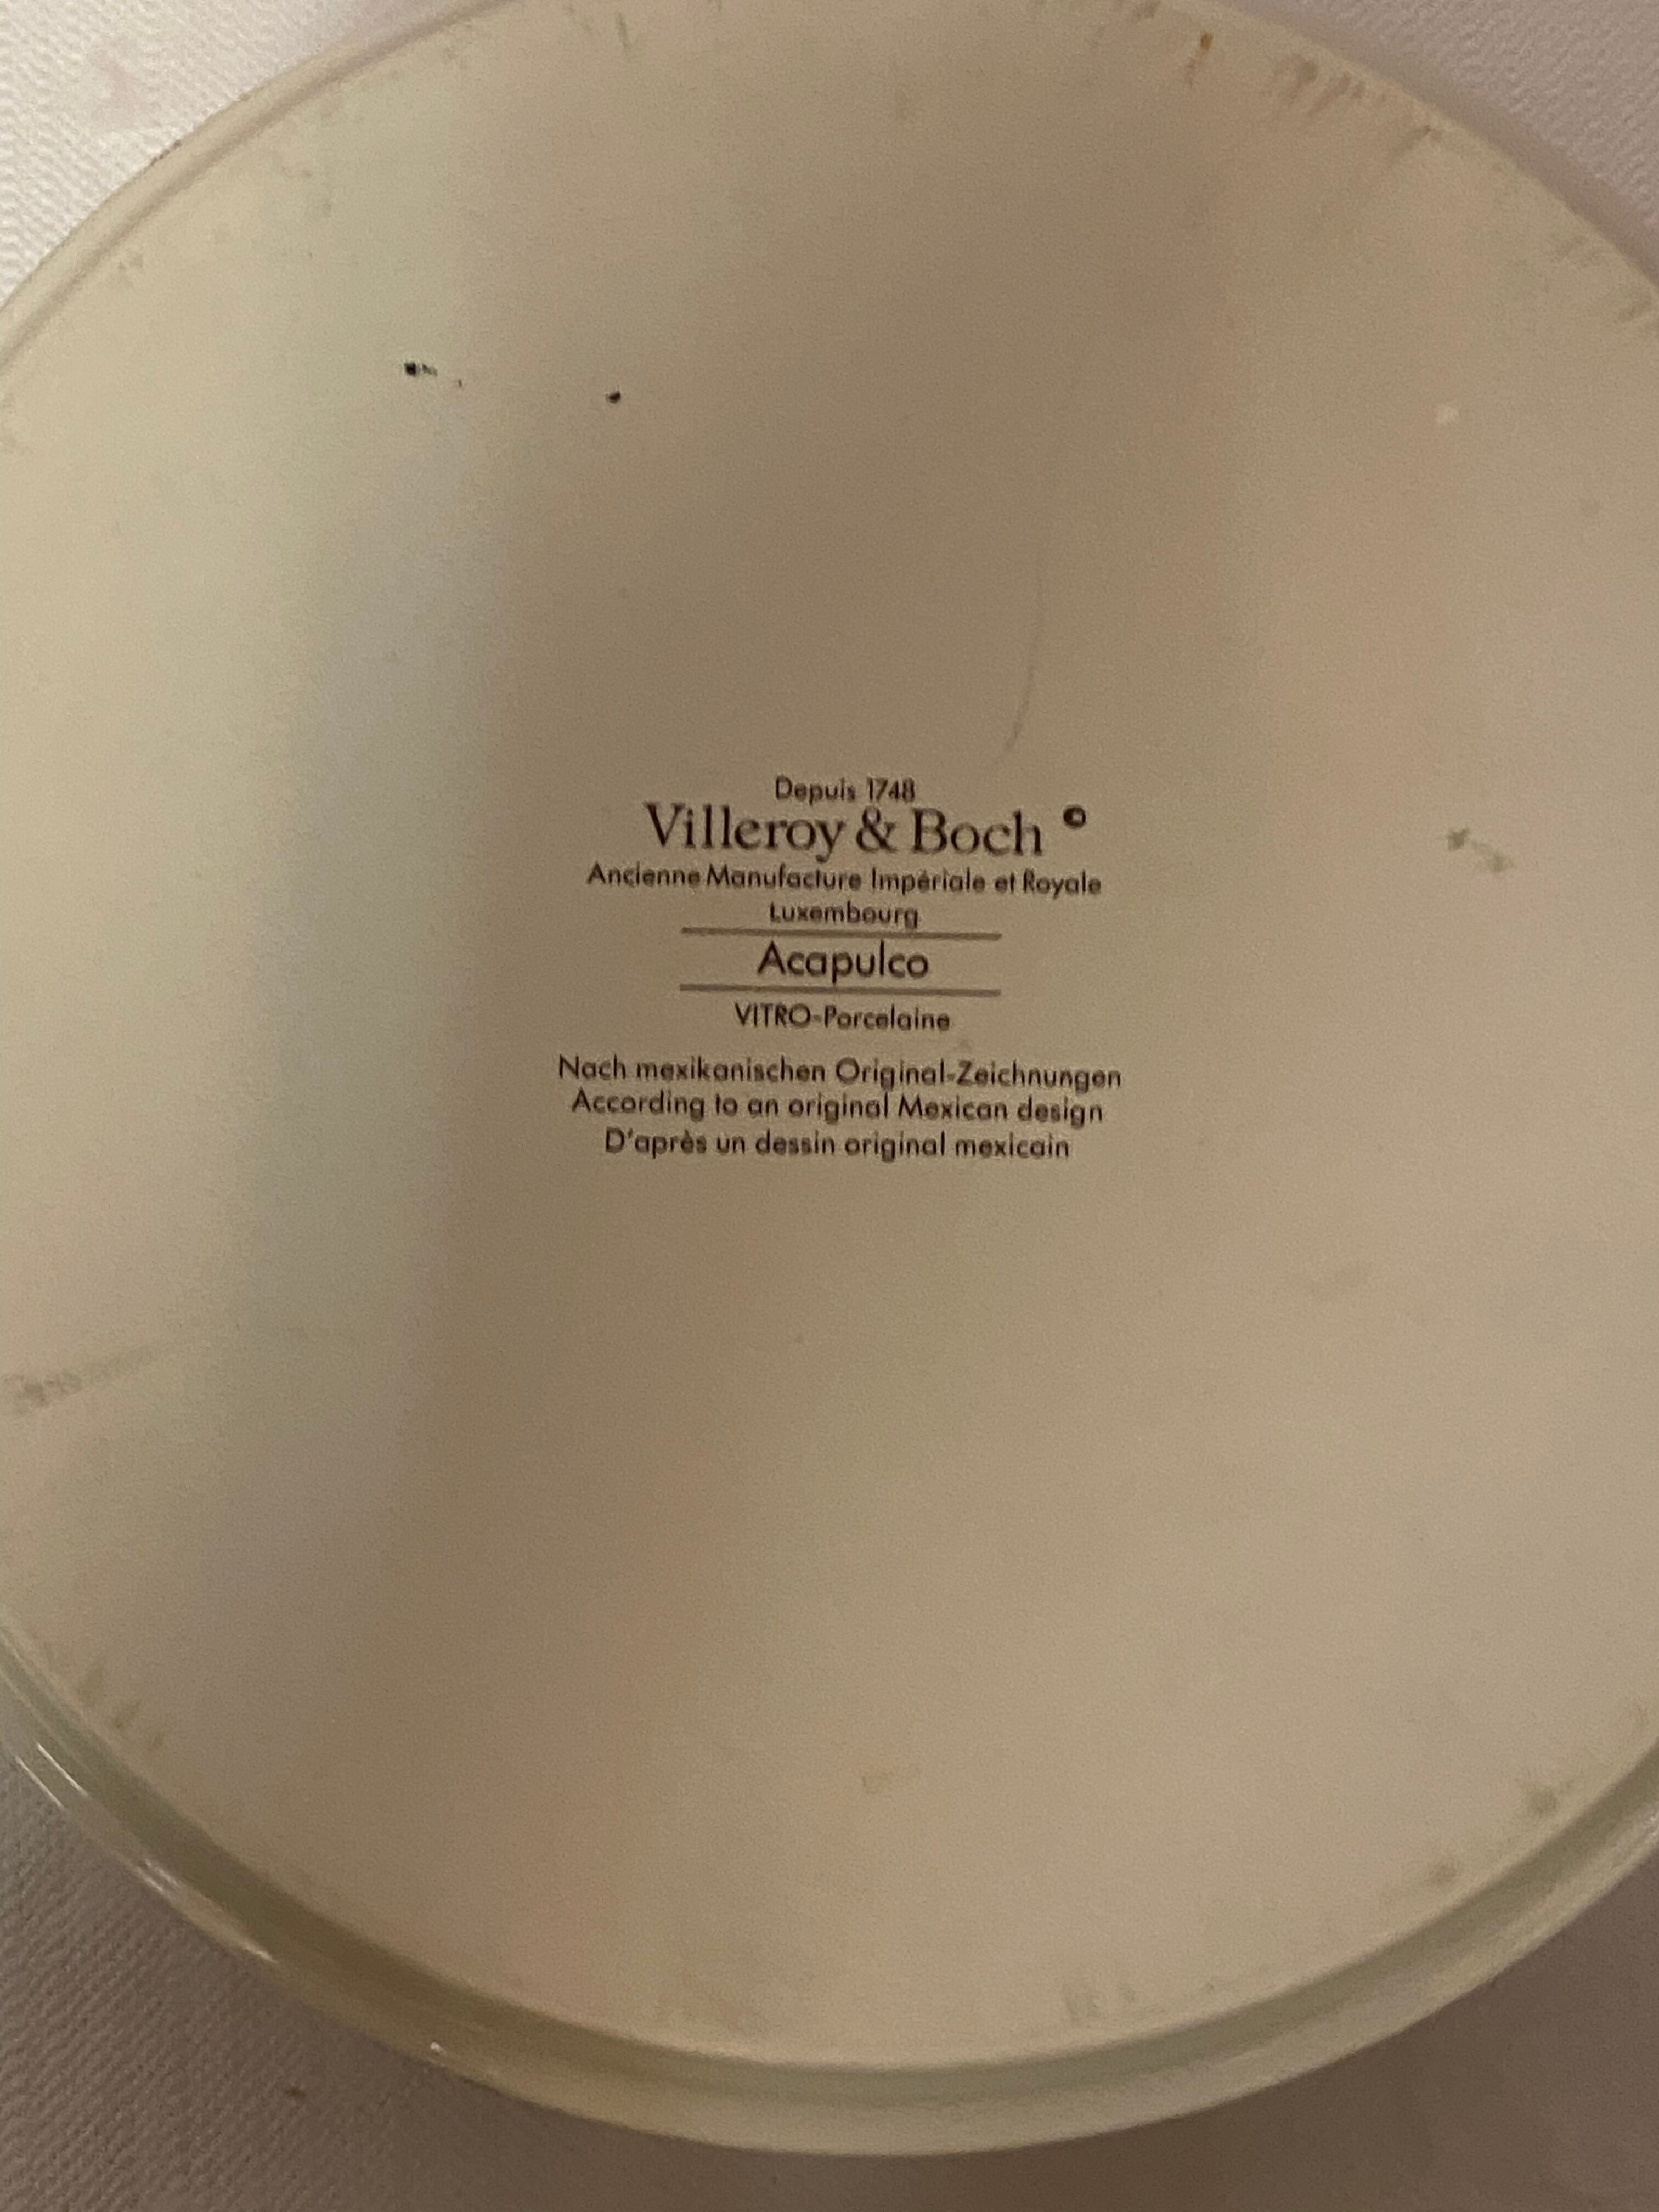 Depuis 1748
Villeroy & Boch ©
Ancienne Manufacture Impériale et Royale
Luxembourg
Acapulco
VITRO-Porcelaine
Nach mexikanischen Original-Zeichnungen
According to an original Mexican design
D'après un dessin original mexicain